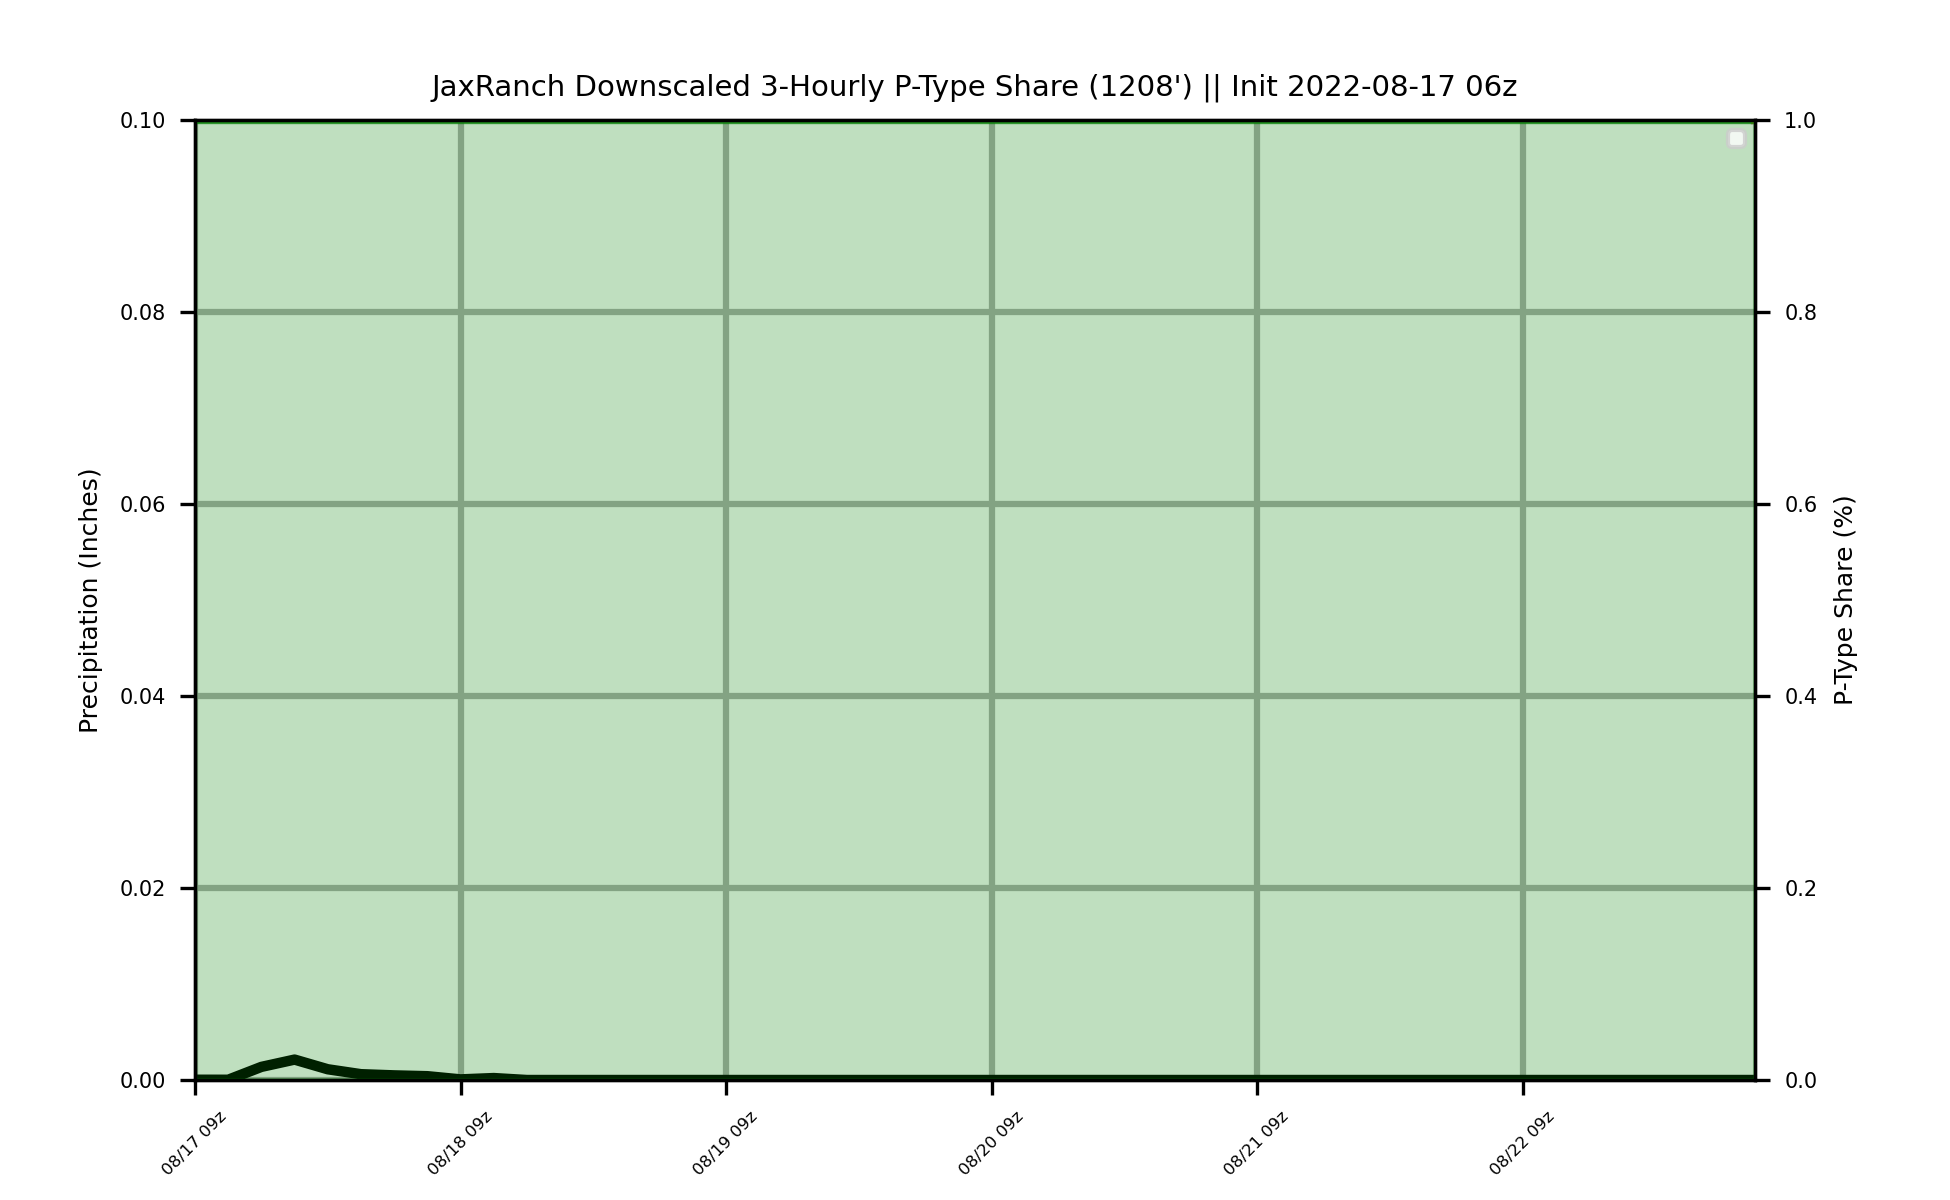 JaxRanch Downscaled 3-Hourly P-Type Share (1208') || Init 2022-08-17 06z
Precipitation (Inches)
0.10
0.08
0.06
0.04
0.02
0.00
1.0
0.8
0.6
0.4
0.2
0.0
P-Type Share (%)
08/17 09z
08/18 09z
08/19 09z
08/20 09z
08/21 09z
08/22 09z